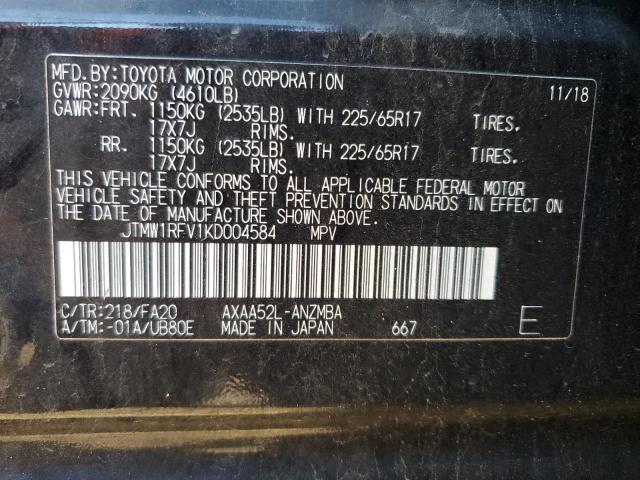 MFD.BY:TOYOTA MOTOR CORPORATION 11/18
GVWR:2090KG (4610LB)
GAWR:FRT. 1150KG (2535LB) WITH 225/65R17 TIRES.
17X7J RIMS.
RR. 1150KG (2535LB) WITH 225/65R17 TIRES.
17X7J RIMS.
THIS VEHICLE CONFORMS TO ALL APPLICABLE FEDERAL MOTOR
VEHICLE SAFETY AND THEFT PREVENTION STANDARDS IN EFFECT ON
THE DATE OF MANUFACTURE SHOWN ABOVE.
JTMW1RFV1KD004584 MPV
C/TR:218/FA20 AXAA52L-ANZMBA
A/TM:-01A/UB80E MADE IN JAPAN 667 E